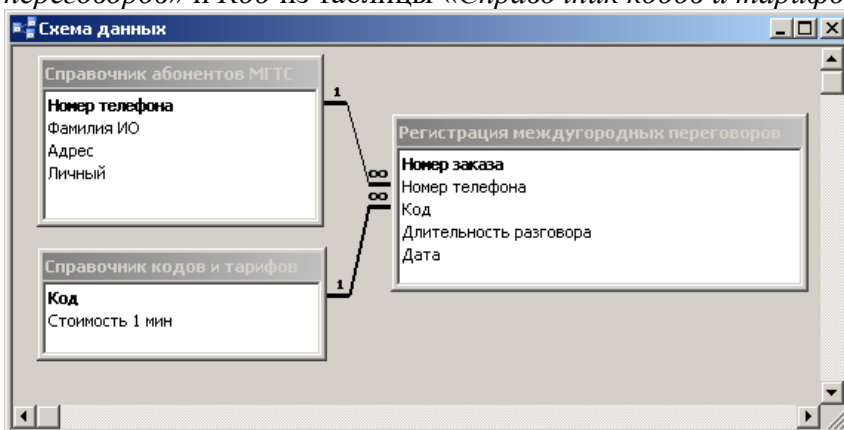 переговоров» и Код из таблицы «Справочник кодов и тарифо
Схема данных
Справочник абонентов МГТС
Номер телефона
Фамилия ИО
Адрес
Личный
1
∞
∞
Регистрация междугородных переговоров
Номер заказа
Номер телефона
Код
Длительность разговора
Дата
Справочник кодов и тарифов
Код
Стоимость 1 мин
1